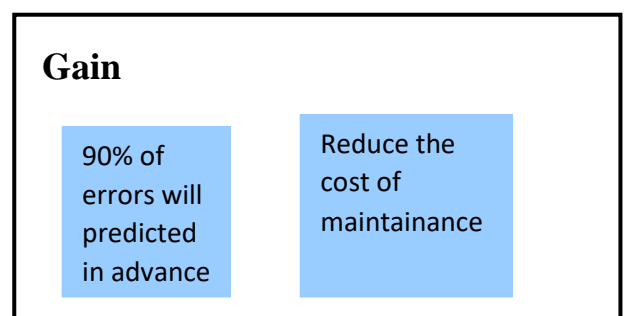 Gain
90% of
errors will
predicted
in advance
Reduce the
cost of
maintainance